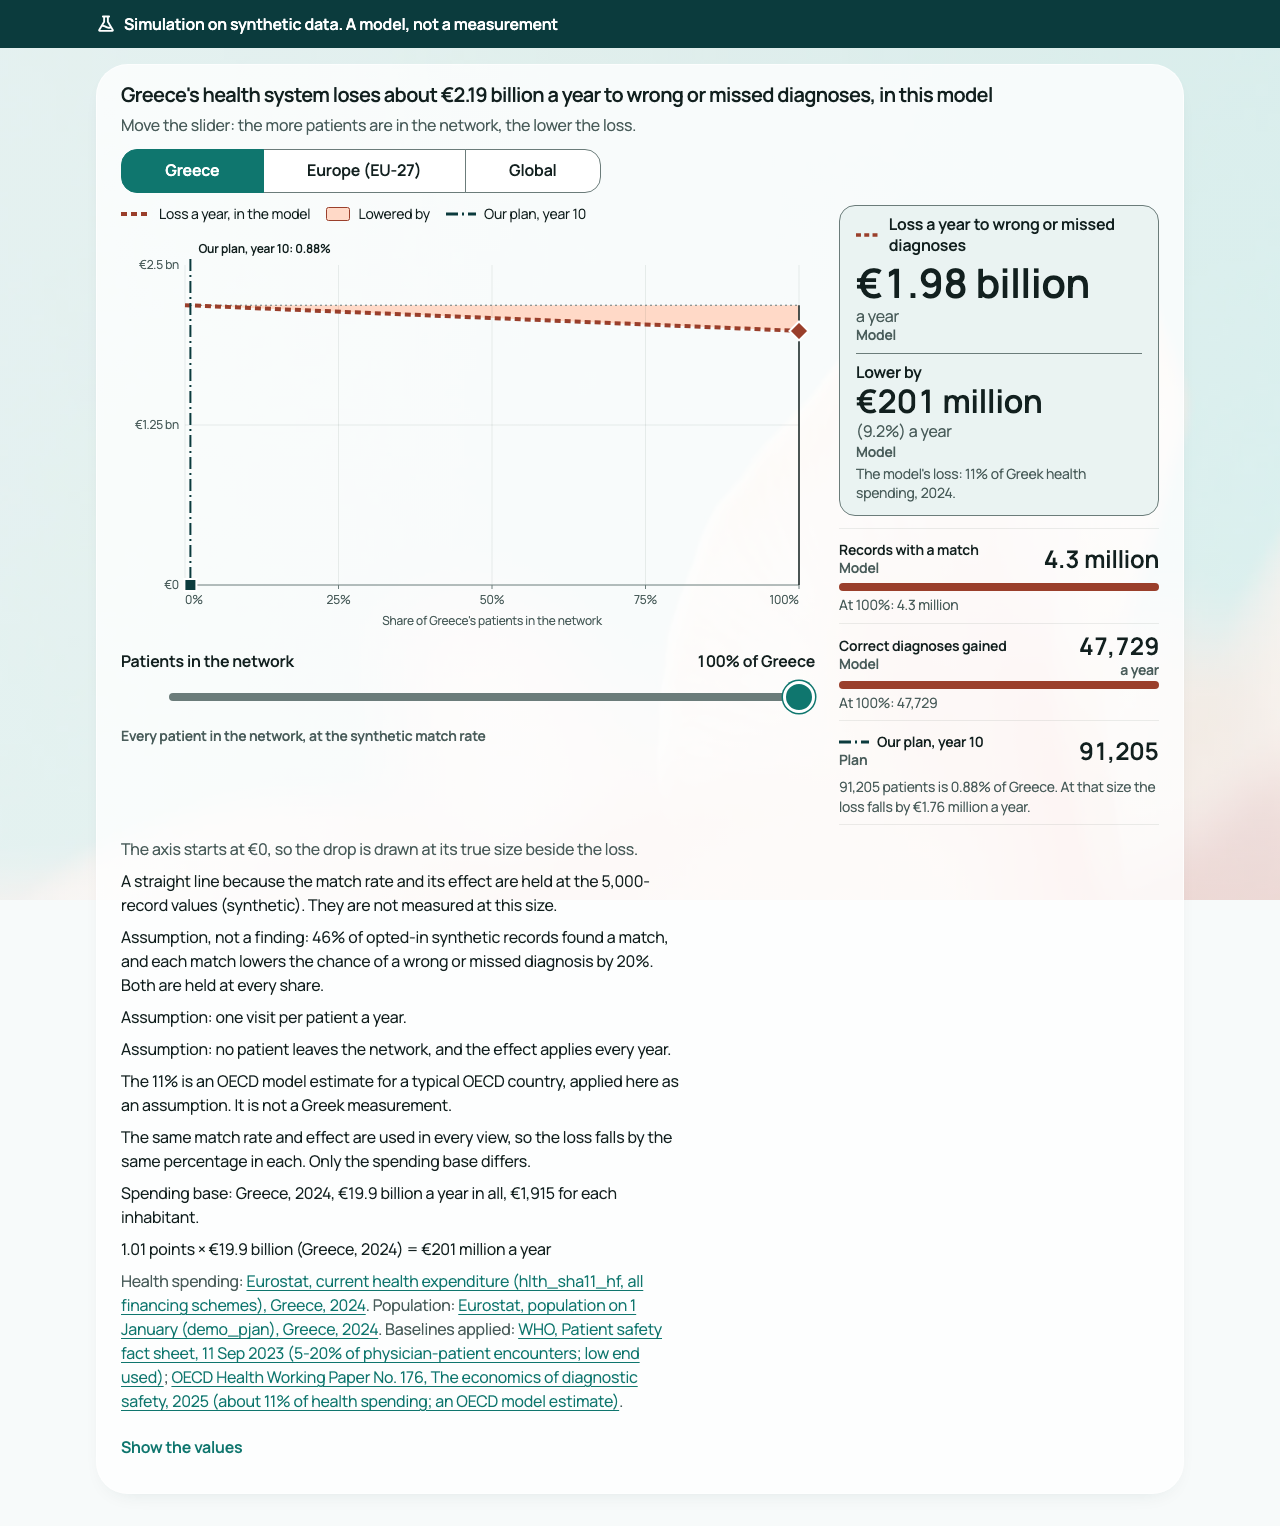 Simulation on synthetic data. A model, not a measurement
Greece's health system loses about €2.19 billion a year to wrong or missed diagnoses, in this model
Move the slider: the more patients are in the network, the lower the loss.
Greece
Europe (EU-27)
Global
Loss a year, in the model
Lowered by
Our plan, year 10
Our plan, year 10: 0.88%
€2.5 bn
€1.25 bn
€0
0%
25%
50%
75%
100%
Share of Greece's patients in the network
Patients in the network
100% of Greece
Every patient in the network, at the synthetic match rate
Loss a year to wrong or missed
diagnoses
€1.98 billion
a year
Model
Lower by
€201 million
(9.2%) a year
Model
The model's loss: 11% of Greek health
spending, 2024.
Records with a match
Model
4.3 million
At 100%: 4.3 million
Correct diagnoses gained
Model
47,729
a year
At 100%: 47,729
Our plan, year 10
Plan
91,205
91,205 patients is 0.88% of Greece. At that size the
loss falls by €1.76 million a year.
The axis starts at €0, so the drop is drawn at its true size beside the loss.
A straight line because the match rate and its effect are held at the 5,000-
record values (synthetic). They are not measured at this size.
Assumption, not a finding: 46% of opted-in synthetic records found a match,
and each match lowers the chance of a wrong or missed diagnosis by 20%.
Both are held at every share.
Assumption: one visit per patient a year.
Assumption: no patient leaves the network, and the effect applies every year.
The 11% is an OECD model estimate for a typical OECD country, applied here as
an assumption. It is not a Greek measurement.
The same match rate and effect are used in every view, so the loss falls by the
same percentage in each. Only the spending base differs.
Spending base: Greece, 2024, €19.9 billion a year in all, €1,915 for each
inhabitant.
1.01 points × €19.9 billion (Greece, 2024) = €201 million a year
Health spending: Eurostat, current health expenditure (hlth_sha11_hf, all
financing schemes), Greece, 2024. Population: Eurostat, population on 1
January (demo_pjan), Greece, 2024. Baselines applied: WHO, Patient safety
fact sheet, 11 Sep 2023 (5-20% of physician-patient encounters; low end
used); OECD Health Working Paper No. 176, The economics of diagnostic
safety, 2025 (about 11% of health spending; an OECD model estimate).
Show the values